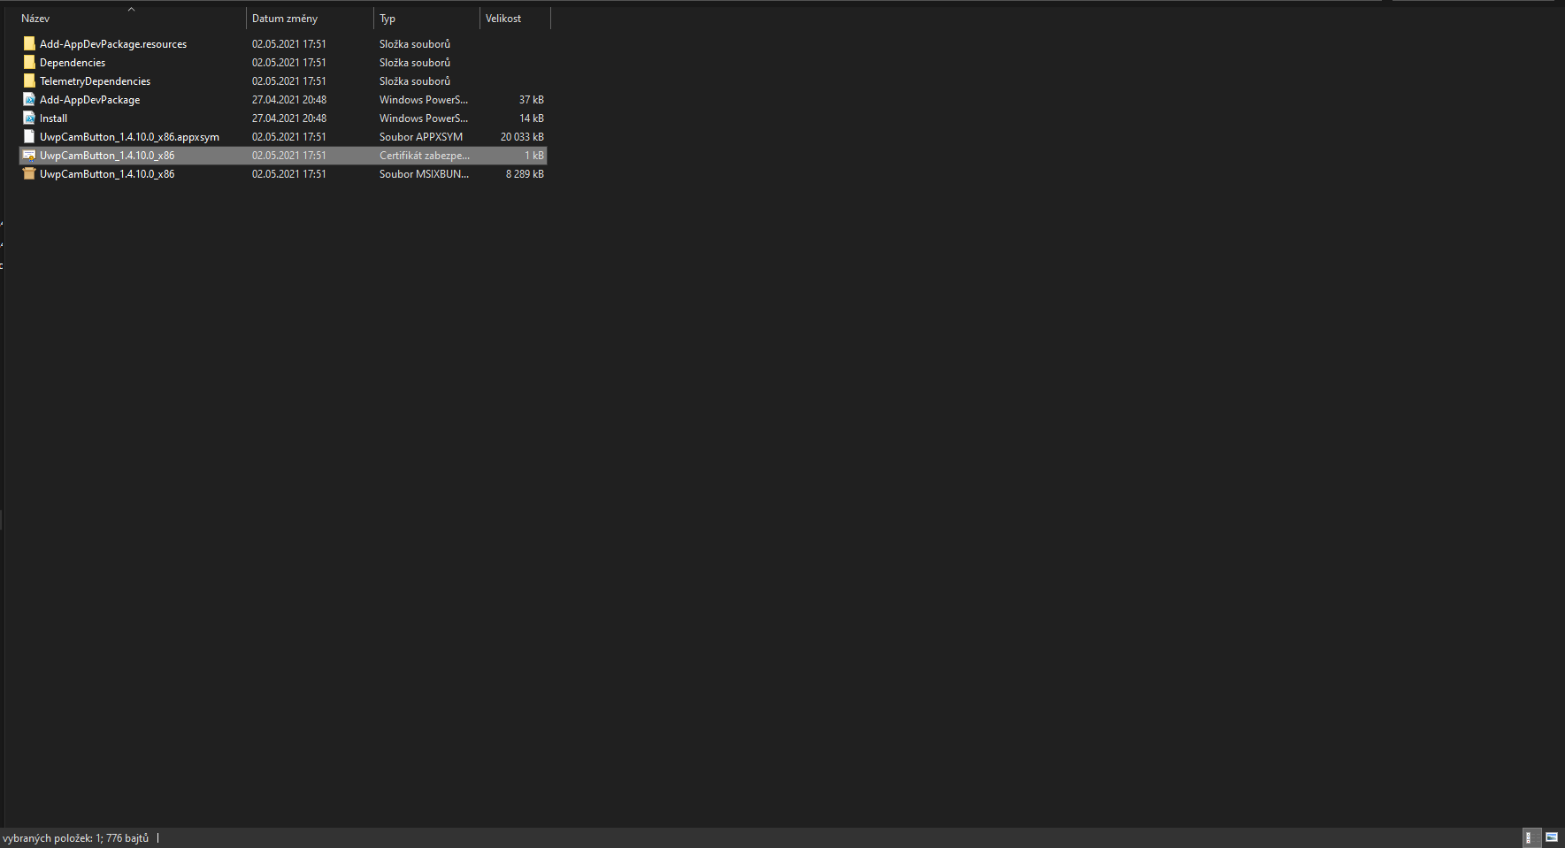 Název Datum změny Typ Velikost
Add-AppDevPackage.resources 02.05.2021 17:51 Složka souborů
Dependencies 02.05.2021 17:51 Složka souborů
TelemetryDependencies 02.05.2021 17:51 Složka souborů
Add-AppDevPackage 27.04.2021 20:48 Windows PowerS... 37 kB
Install 27.04.2021 20:48 Windows PowerS... 14 kB
UwpCamButton_1.4.10.0_x86.appxsym 02.05.2021 17:51 Soubor APPXSYM 20 033 kB
UwpCamButton_1.4.10.0_x86 02.05.2021 17:51 Certifikát zabezpe... 1 kB
UwpCamButton_1.4.10.0_x86 02.05.2021 17:51 Soubor MSIXBUN... 8 289 kB
vybraných položek: 1; 776 bajtů